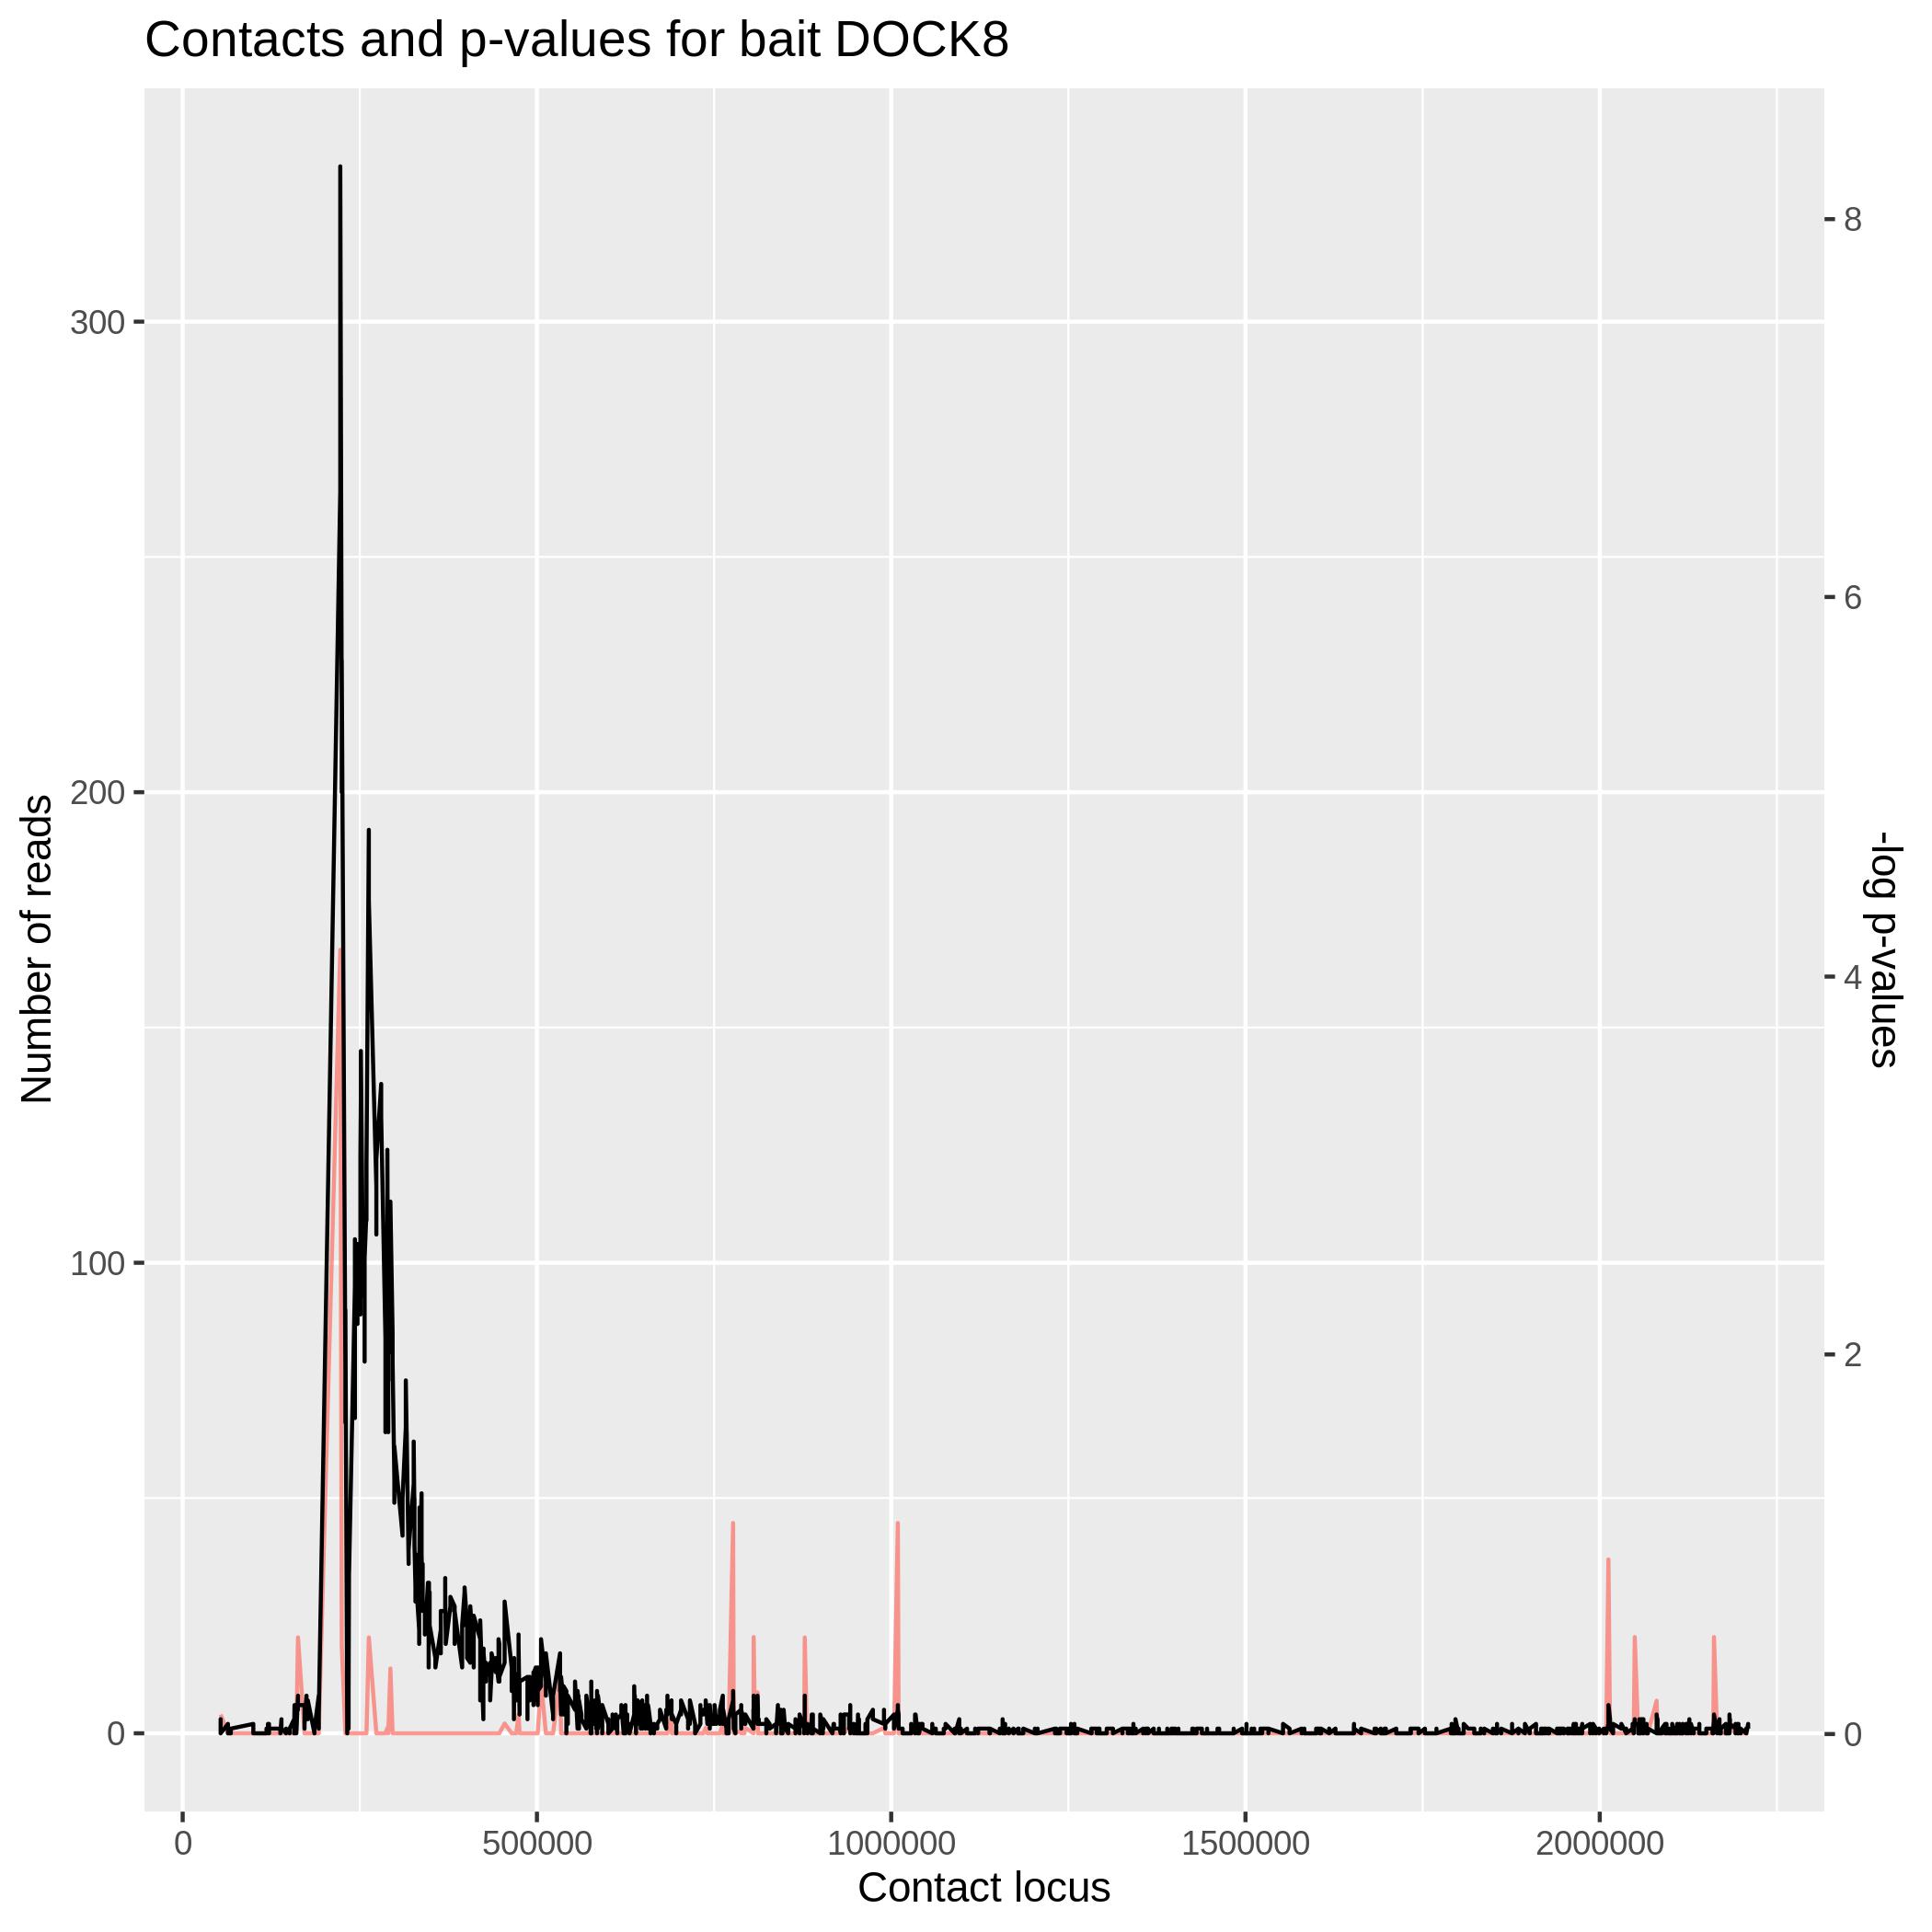 Contacts and p-values for bait DOCK8
Number of reads
300
200
100
0
8
6
4
2
0
-log p-values
0 500000 1000000 1500000 2000000
Contact locus